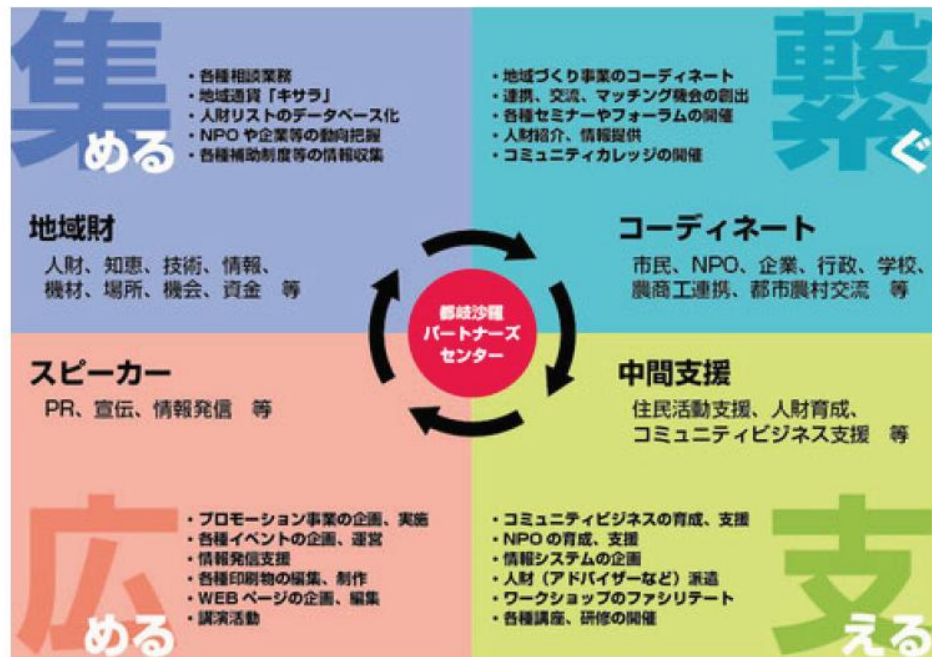 集める
・各種相談業務
・地域通貨「キサラ」
・人財リストのデータベース化
・NPOや企業等の動向把握
・各種補助制度等の情報収集
地域財
人財、知恵、技術、情報、
機材、場所、機会、資金　等
繋ぐ
・地域づくり事業のコーディネート
・連携、交流、マッチング機会の創出
・各種セミナーやフォーラムの開催
・人財紹介、情報提供
・コミュニティカレッジの開催
コーディネート
市民、NPO、企業、行政、学校、
農商工連携、都市農村交流　等
都岐沙羅
パートナーズ
センター
スピーカー
PR、宣伝、情報発信　等
広める
・プロモーション事業の企画、実施
・各種イベントの企画、運営
・情報発信支援
・各種印刷物の編集、制作
・WEBページの企画、編集
・講演活動
中間支援
住民活動支援、人財育成、
コミュニティビジネス支援　等
支える
・コミュニティビジネスの育成、支援
・NPOの育成、支援
・情報システムの企画
・人財（アドバイザーなど）派遣
・ワークショップのファシリテート
・各種講座、研修の開催